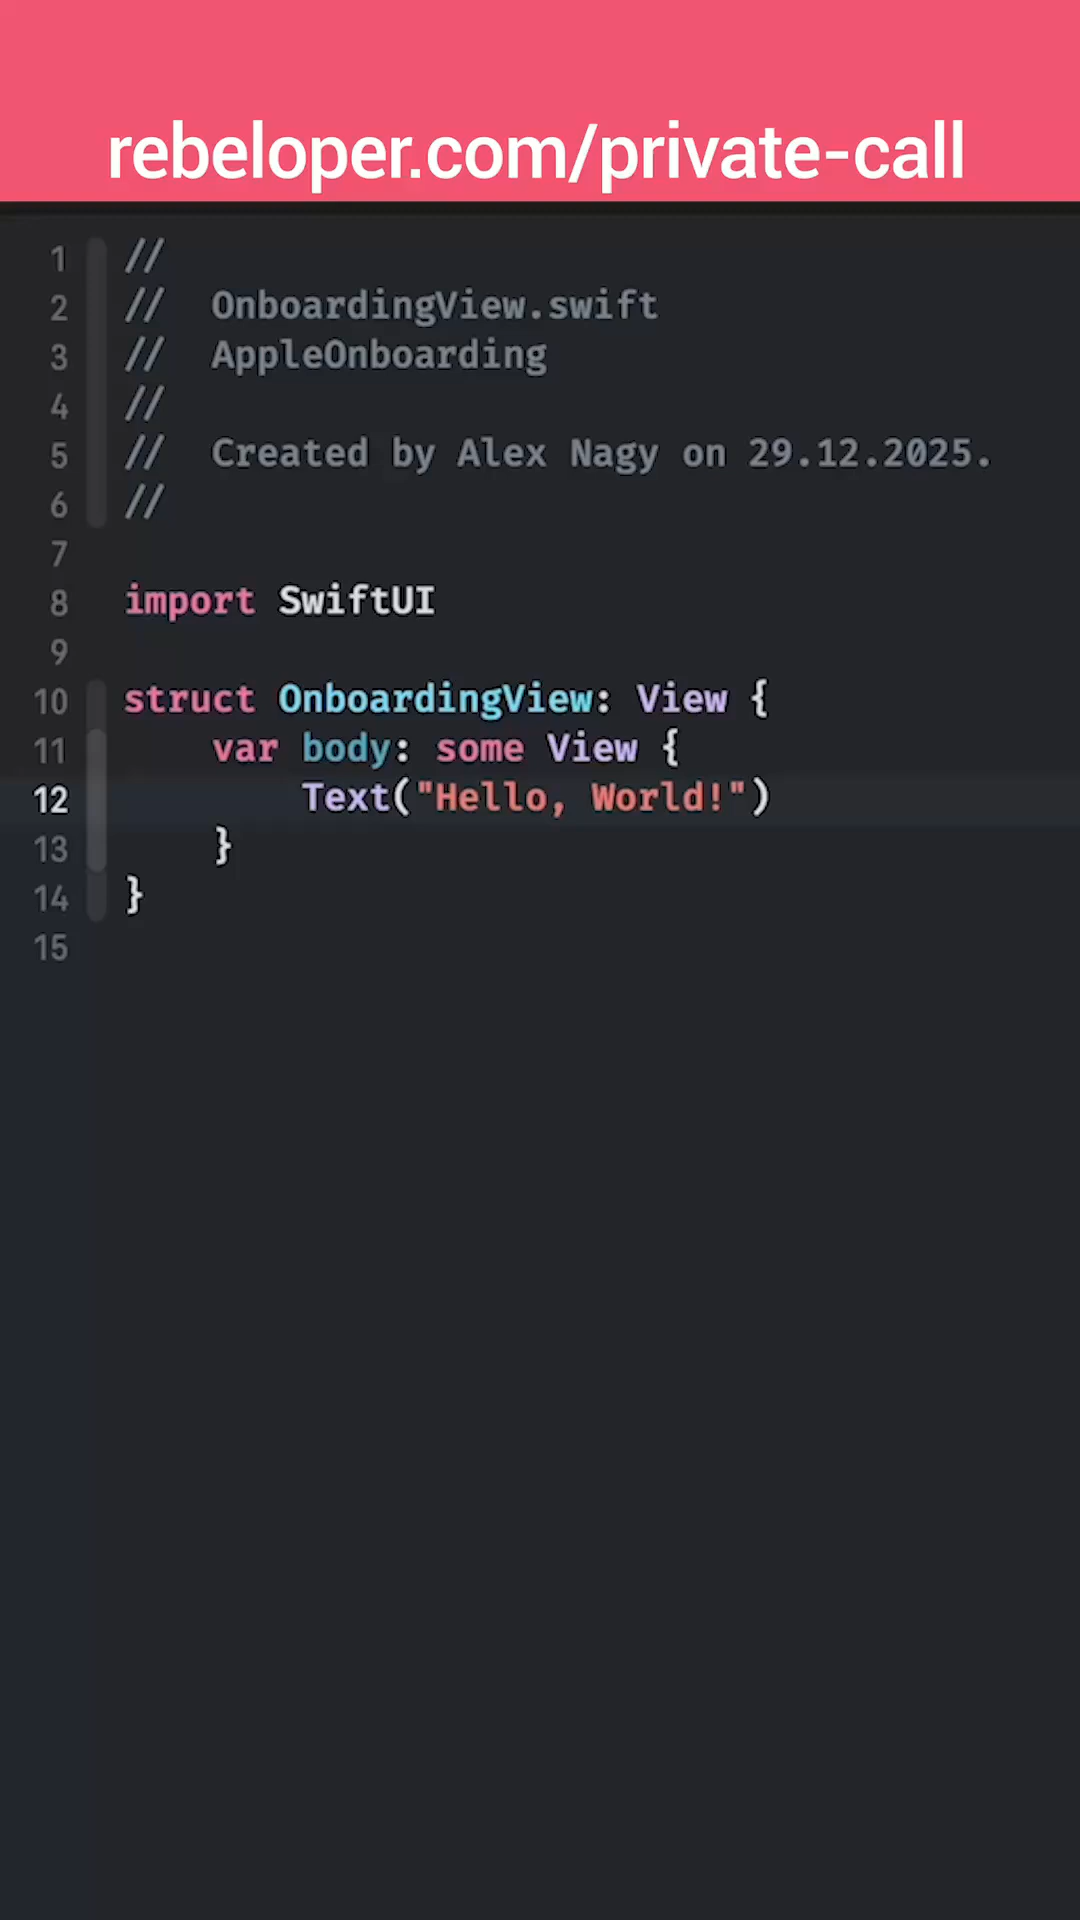 rebeloper.com/private-call
1 //
2 //  OnboardingView.swift
3 //  AppleOnboarding
4 //
5 //  Created by Alex Nagy on 29.12.2025.
6 //
7
8 import SwiftUI
9
10 struct OnboardingView: View {
11     var body: some View {
12         Text("Hello, World!")
13     }
14 }
15